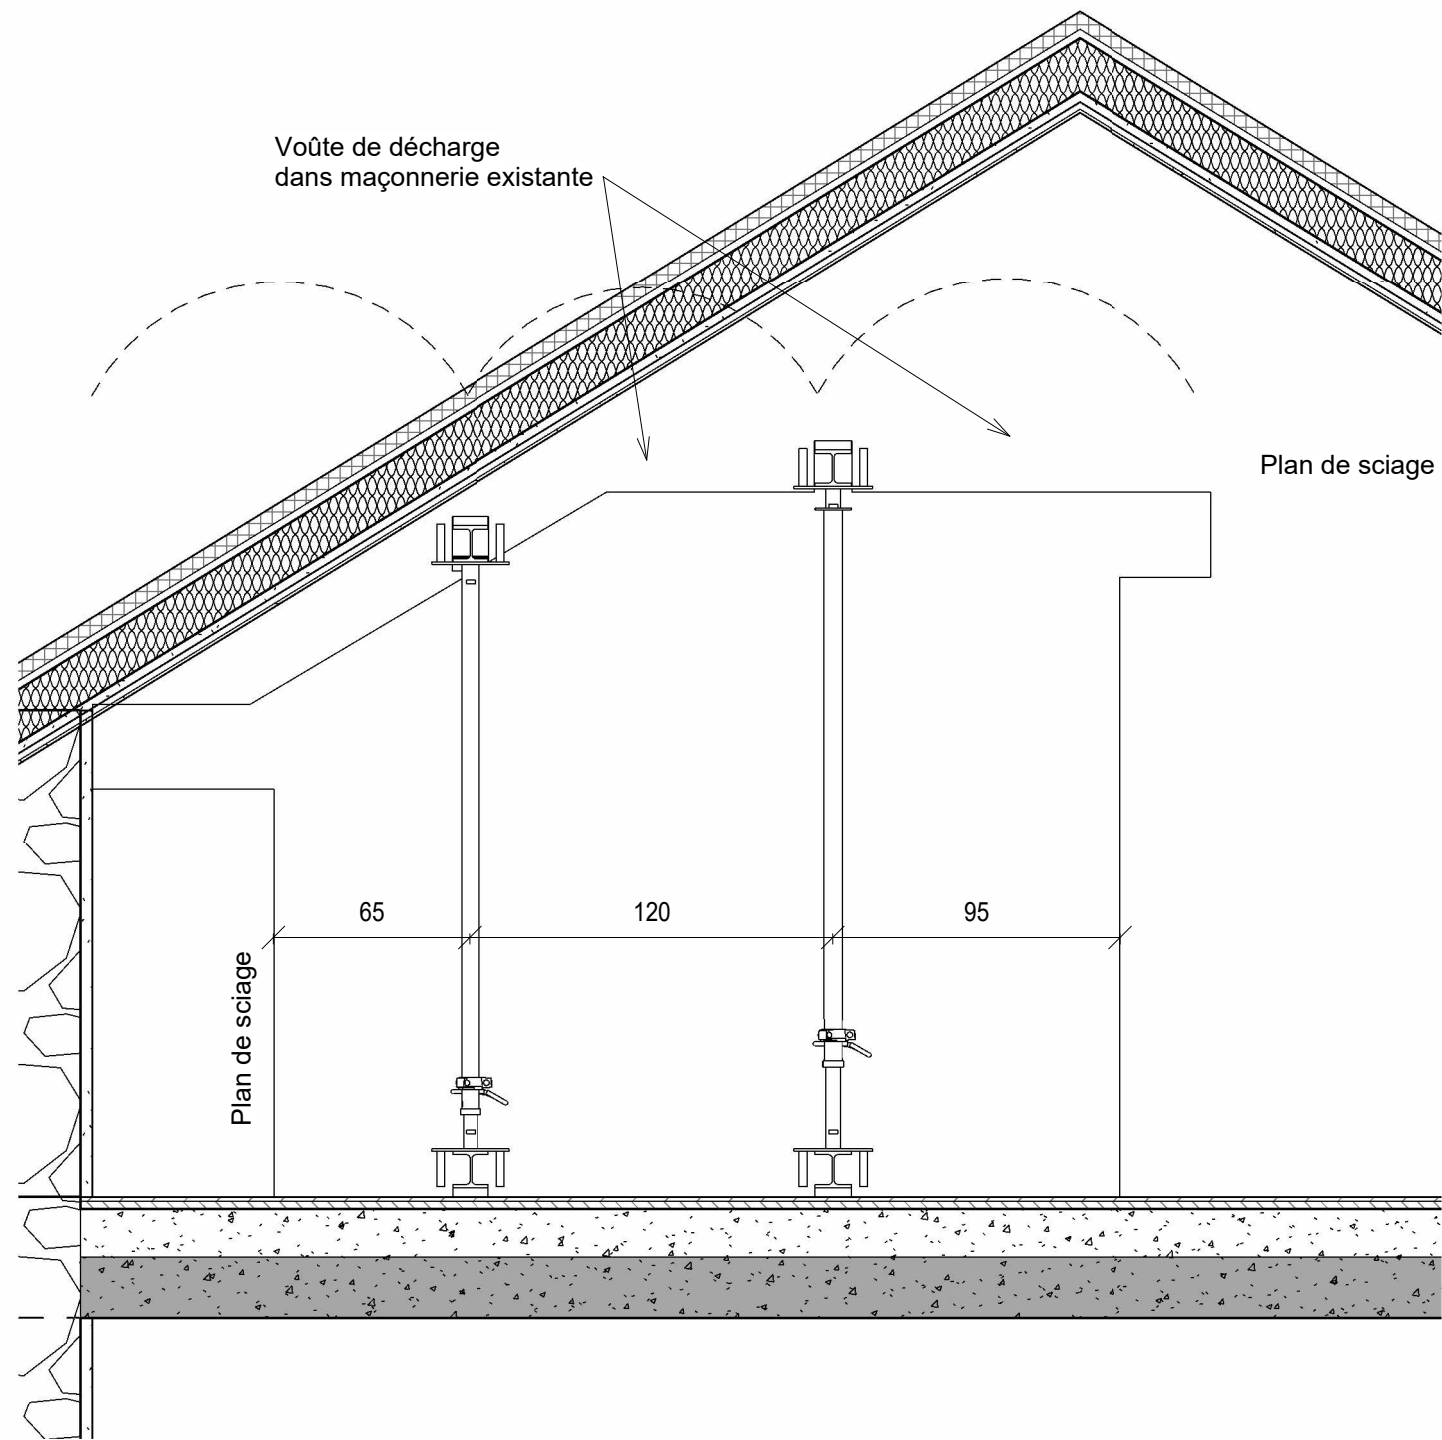 Voûte de décharge
dans maçonnerie existante
Plan de sciage
65
120
95
Plan de sciage